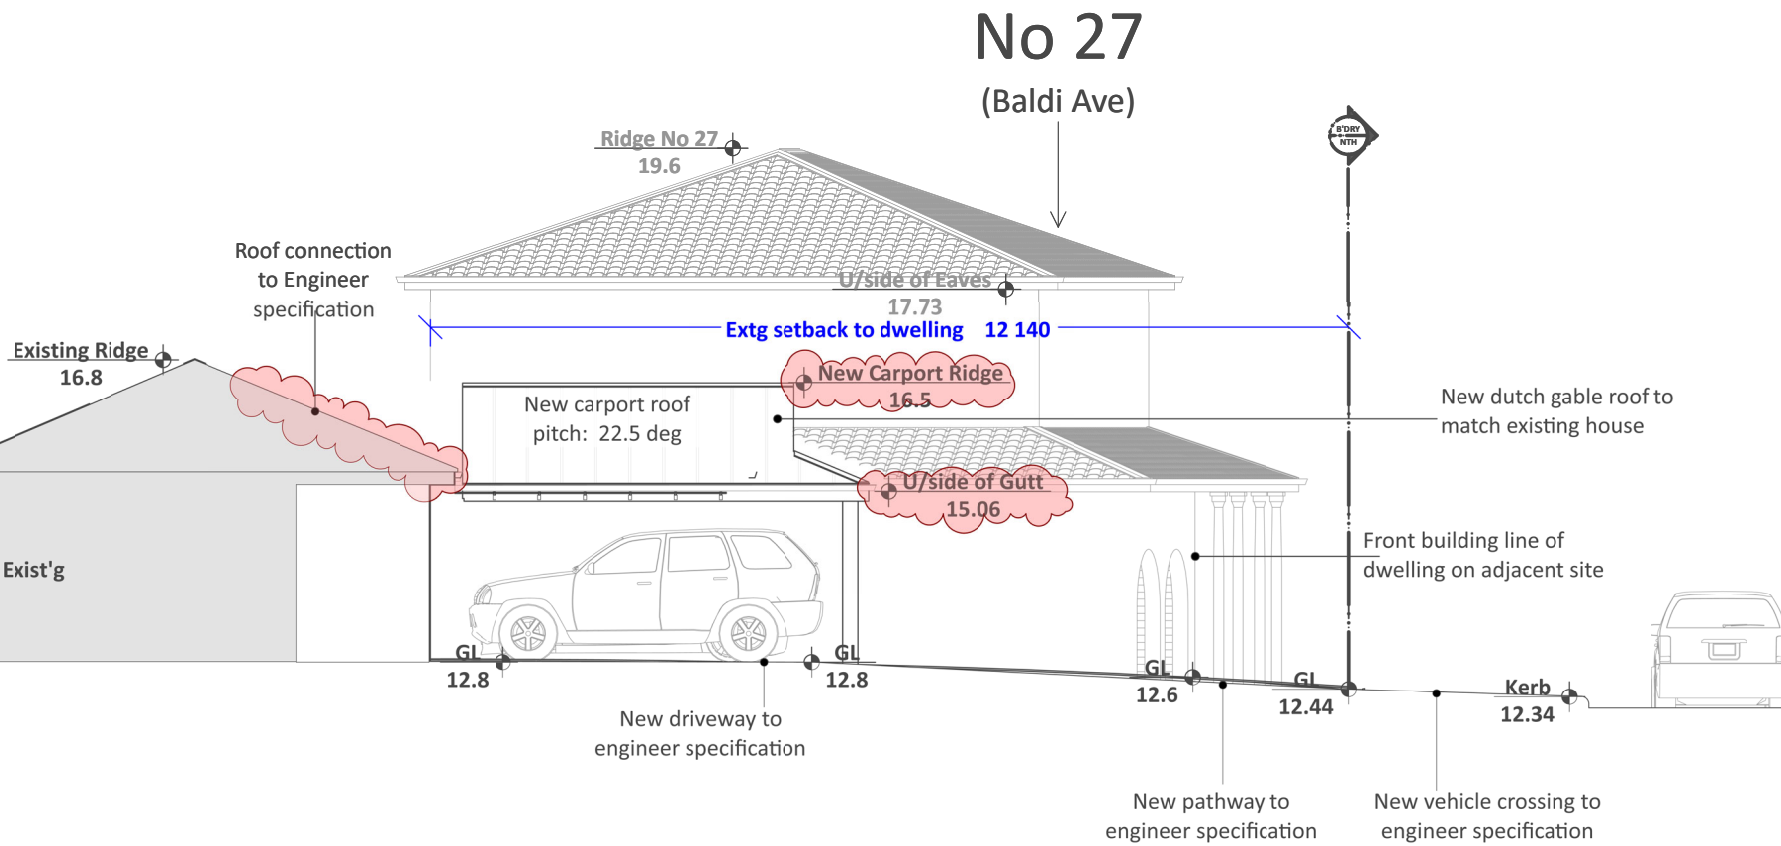 No 27
(Baldi Ave)
B'DRY
NTH
Ridge No 27
19.6
Roof connection
to Engineer
specification
U/side of Eaves
17.73
Extg setback to dwelling 12 140
Existing Ridge
16.8
New Carport Ridge
16.5
New carport roof
pitch: 22.5 deg
New dutch gable roof to
match existing house
U/side of Gutt
15.06
Front building line of
dwelling on adjacent site
Exist'g
GL
12.8
GL
12.8
GL
12.6
GL
12.44
Kerb
12.34
New driveway to
engineer specification
New pathway to
engineer specification
New vehicle crossing to
engineer specification